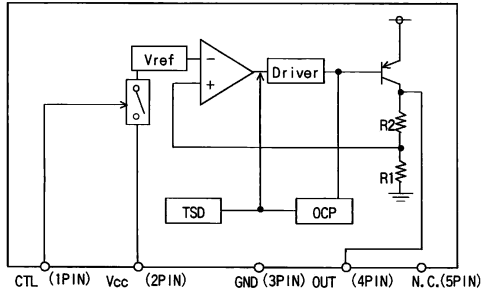 Vref
−
+
Driver
R2
R1
TSD
OCP
CTL (1PIN) Vcc (2PIN) GND (3PIN) OUT (4PIN) N.C.(5PIN)